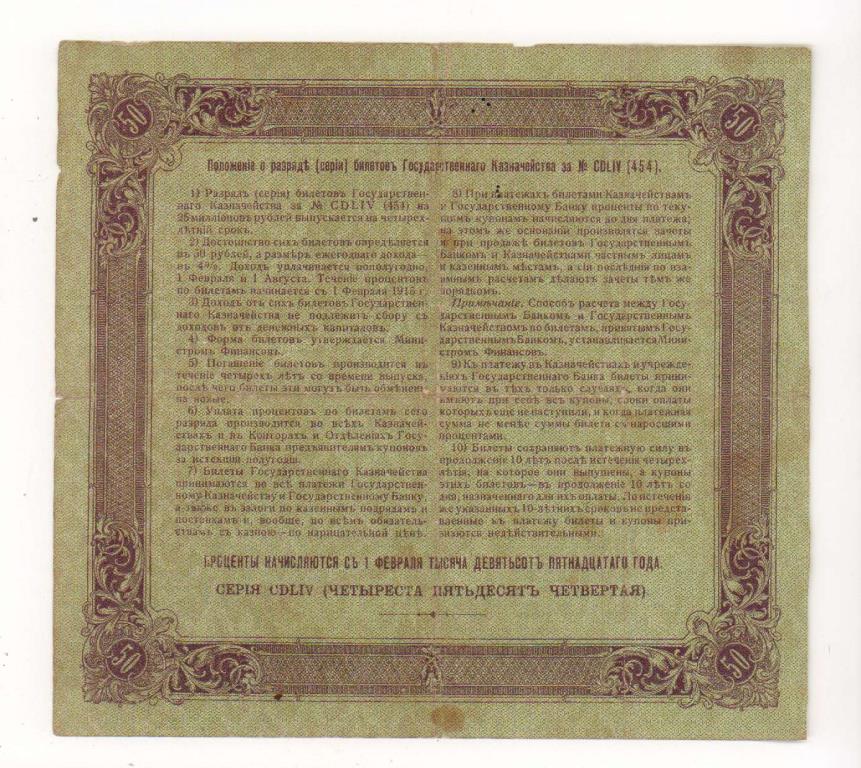 50 50
Положеніе о разрядѣ (серіи) билетовъ Государственнаго Казначейства за № CDLIV (454).
1) Разрядъ (серія) билетовъ Государствен-
наго Казначейства за № CDLIV (454) на
25 милліоновъ рублей выпускается на четырех-
лѣтній срокъ.
2) Достоинство сихъ билетовъ опредѣляется
въ 50 рублей, а размѣръ ежегоднаго дохода—
въ 4%. Доходъ уплачивается пополугодно,
1 Февраля и 1 Августа. Теченіе процентовъ
по билетамъ начинается съ 1 Февраля 1915 г.
3) Доходъ отъ сихъ билетовъ Государствен-
наго Казначейства не подлежитъ сбору съ
доходовъ отъ денежныхъ капиталовъ.
4) Форма билетовъ утверждается Мини-
стромъ Финансовъ.
5) Погашеніе билетовъ производится въ
теченіе четырехъ лѣтъ со времени выпуска,
послѣ чего билеты эти могутъ быть обмѣнены
на новые.
6) Уплата процентовъ по билетамъ сего
разряда производится во всѣхъ Казначей-
ствахъ и въ Конторахъ и Отдѣленіяхъ Госу-
дарственнаго Банка предъявителямъ купоновъ
за истекшія полугодія.
7) Билеты Государственнаго Казначейства
принимаются во всѣ платежи Государствен-
ному Казначейству и Государственному Банку,
а также въ залоги по казеннымъ подрядамъ и
поставкамъ и, вообще, по всѣмъ обязатель-
ствамъ съ казною—по нарицательной цѣнѣ.
8) При платежахъ билетами Казначействамъ
и Государственному Банку проценты по теку-
щимъ купонамъ начисляются до дня платежа;
на этомъ же основаніи производятся зачеты
и при продажѣ билетовъ Государственнымъ
Банкомъ и Казначействами частнымъ лицамъ
и казеннымъ мѣстамъ, а сіи послѣднія по вза-
имнымъ расчетамъ дѣлаютъ зачеты тѣмъ же
порядкомъ.
Примѣчаніе. Способъ расчета между Госу-
дарственнымъ Банкомъ и Государственнымъ
Казначействомъ по билетамъ, принятымъ Госу-
дарственнымъ Банкомъ, устанавливается Мини-
стромъ Финансовъ.
9) Къ платежу въ Казначействахъ и учрежде-
ніяхъ Государственнаго Банка билеты прини-
маются въ тѣхъ только случаяхъ, когда они
имѣютъ при себѣ всѣ купоны, сроки оплаты
которыхъ еще не наступили, и когда платежная
сумма не менѣе суммы билета съ наросшими
процентами.
10) Билеты сохраняютъ платежную силу въ
продолженіе 10 лѣтъ послѣ истеченія четырех-
лѣтія, на которое они выпущены, а купоны
этихъ билетовъ—въ продолженіе 10 лѣтъ со
дня, назначеннаго для ихъ оплаты. По истеченіи
же указанныхъ 10-лѣтнихъ сроковъ не предста-
вленные къ платежу билеты и купоны при-
знаются недѣйствительными.
ПРОЦЕНТЫ НАЧИСЛЯЮТСЯ СЪ 1 ФЕВРАЛЯ ТЫСЯЧА ДЕВЯТЬСОТЪ ПЯТНАДЦАТАГО ГОДА.
СЕРІЯ CDLIV (ЧЕТЫРЕСТА ПЯТЬДЕСЯТЪ ЧЕТВЕРТАЯ)
50 50